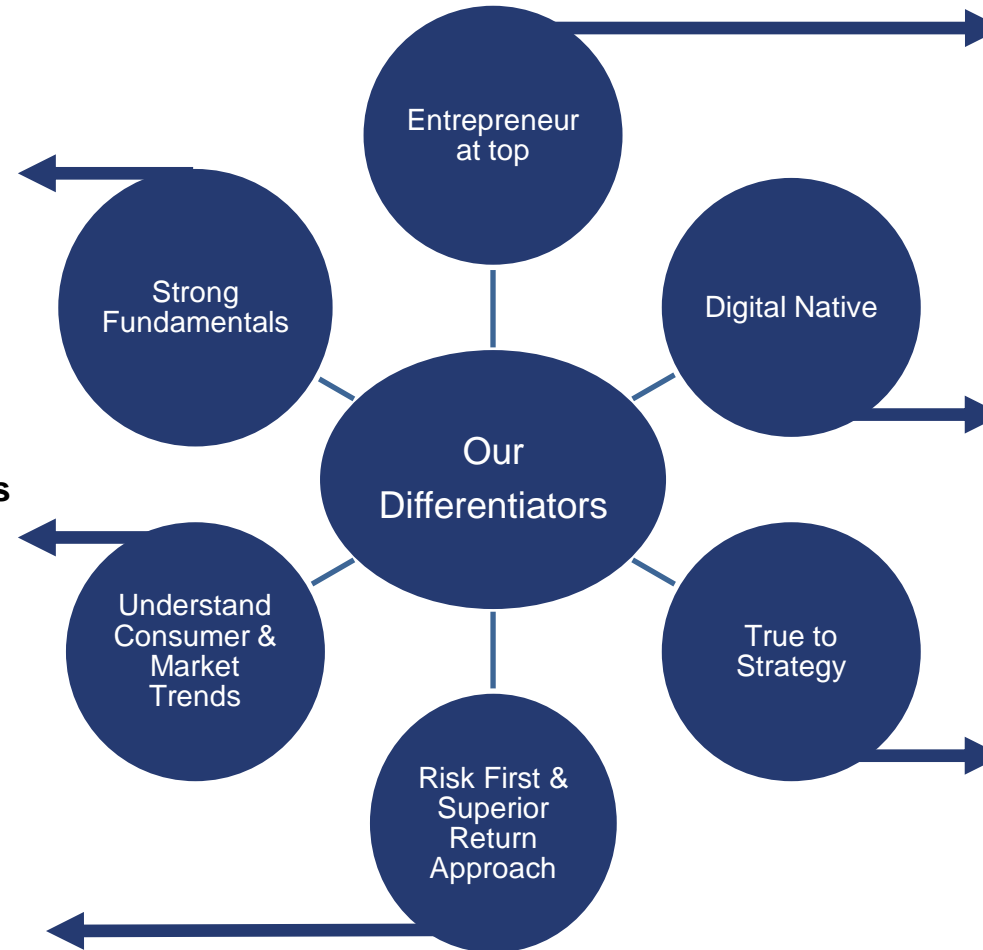 Entrepreneur
at top
Strong
Fundamentals
Digital Native
Our
Differentiators
s
Understand
Consumer &
Market
Trends
True to
Strategy
Risk First &
Superior
Return
Approach